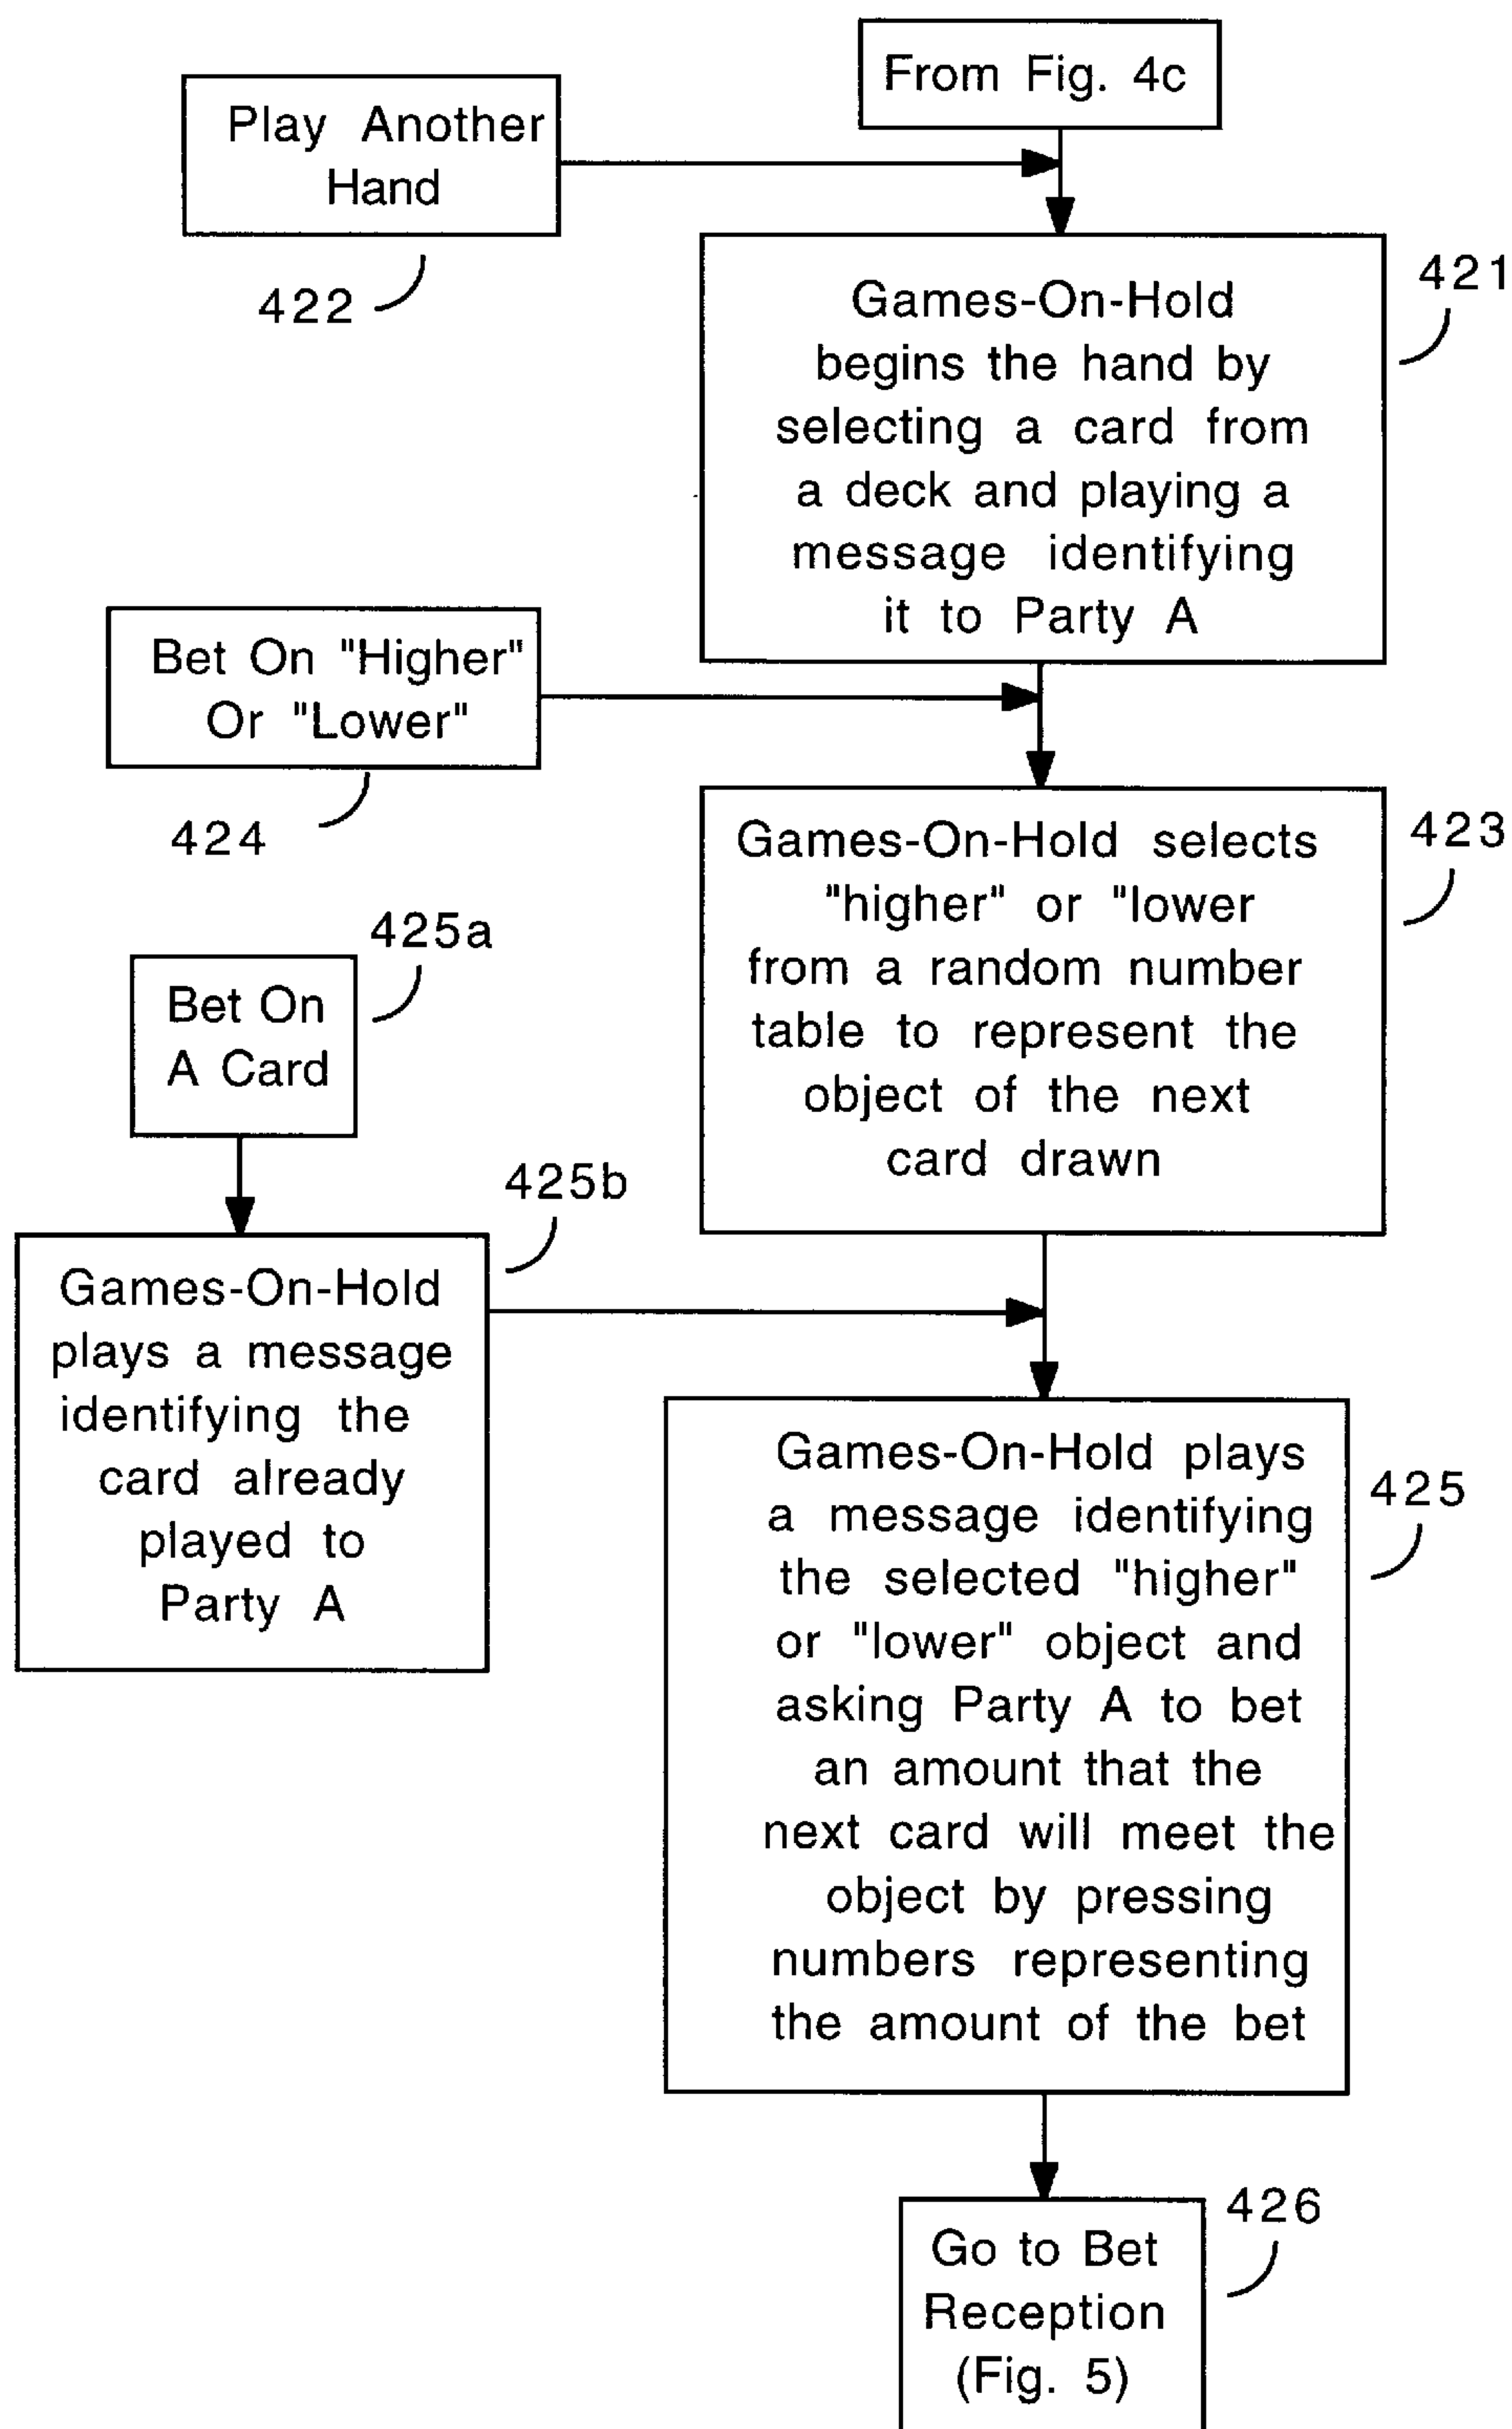 From Fig. 4c
Play Another
Hand
422
421
Games-On-Hold
begins the hand by
selecting a card from
a deck and playing a
message identifying
it to Party A
Bet On "Higher"
Or "Lower"
424
423
Games-On-Hold selects
"higher" or "lower
from a random number
table to represent the
object of the next
card drawn
425a
Bet On
A Card
425b
Games-On-Hold
plays a message
identifying the
card already
played to
Party A
425
Games-On-Hold plays
a message identifying
the selected "higher"
or "lower" object and
asking Party A to bet
an amount that the
next card will meet the
object by pressing
numbers representing
the amount of the bet
426
Go to Bet
Reception
(Fig. 5)